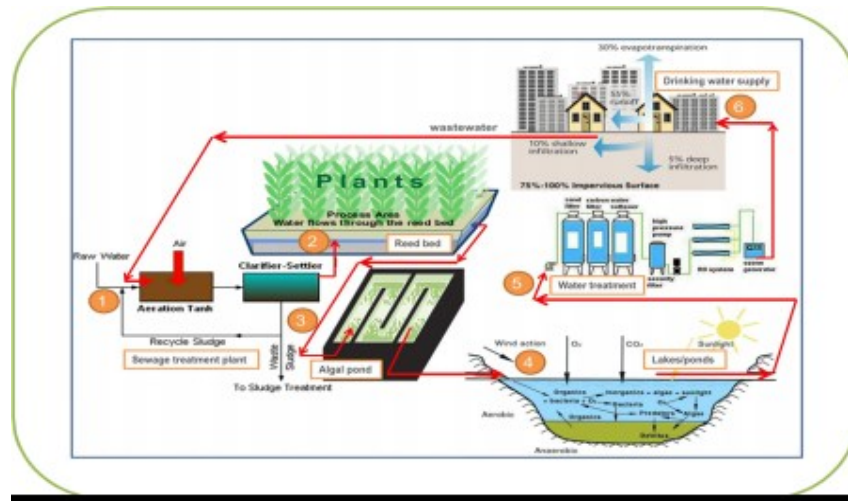 30% evapotranspiration
Drinking water supply
6
55%
runoff
wastewater
10% shallow
infiltration
5% deep
infiltration
75%-100% Impervious Surface
Plants
Process Area
Water flows through the reed bed
2
Reed bed
Raw Water
Air
1
Aeration Tank
Clarifier-Settler
3
Recycle Sludge
Sewage treatment plant
Waste
Sludge
To Sludge Treatment
Algal pond
sand
filter
carbon
filter
water
softener
high
pressure
pump
security
filter
RO system
ozone
generator
5
Water treatment
Wind action
4
O₂
CO₂
Sunlight
Lakes/ponds
Organics
+ bacteria + O₂
Inorganics + algae + sunlight
Bacteria
O₂
Organics
Predators
Algae
Detritus
Aerobic
Anaerobic